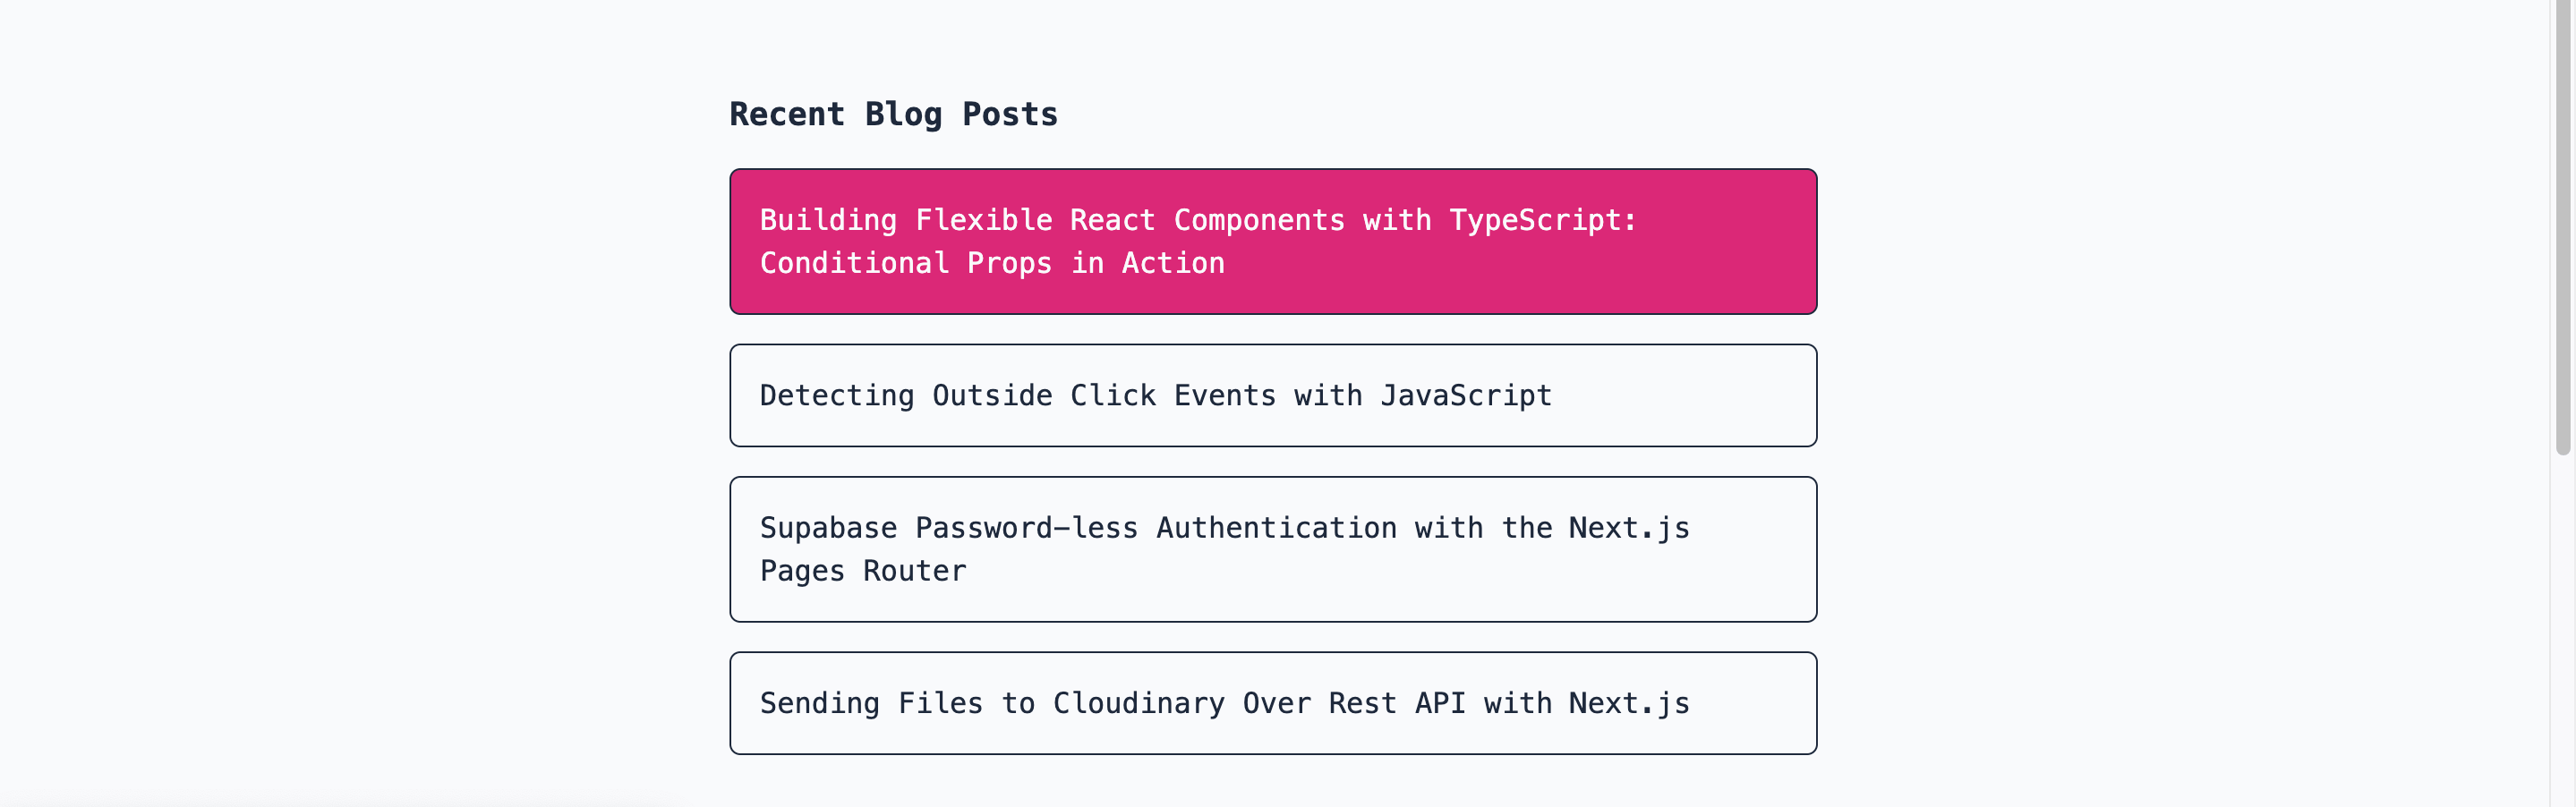 Recent Blog Posts
Building Flexible React Components with TypeScript:
Conditional Props in Action
Detecting Outside Click Events with JavaScript
Supabase Password-less Authentication with the Next.js
Pages Router
Sending Files to Cloudinary Over Rest API with Next.js